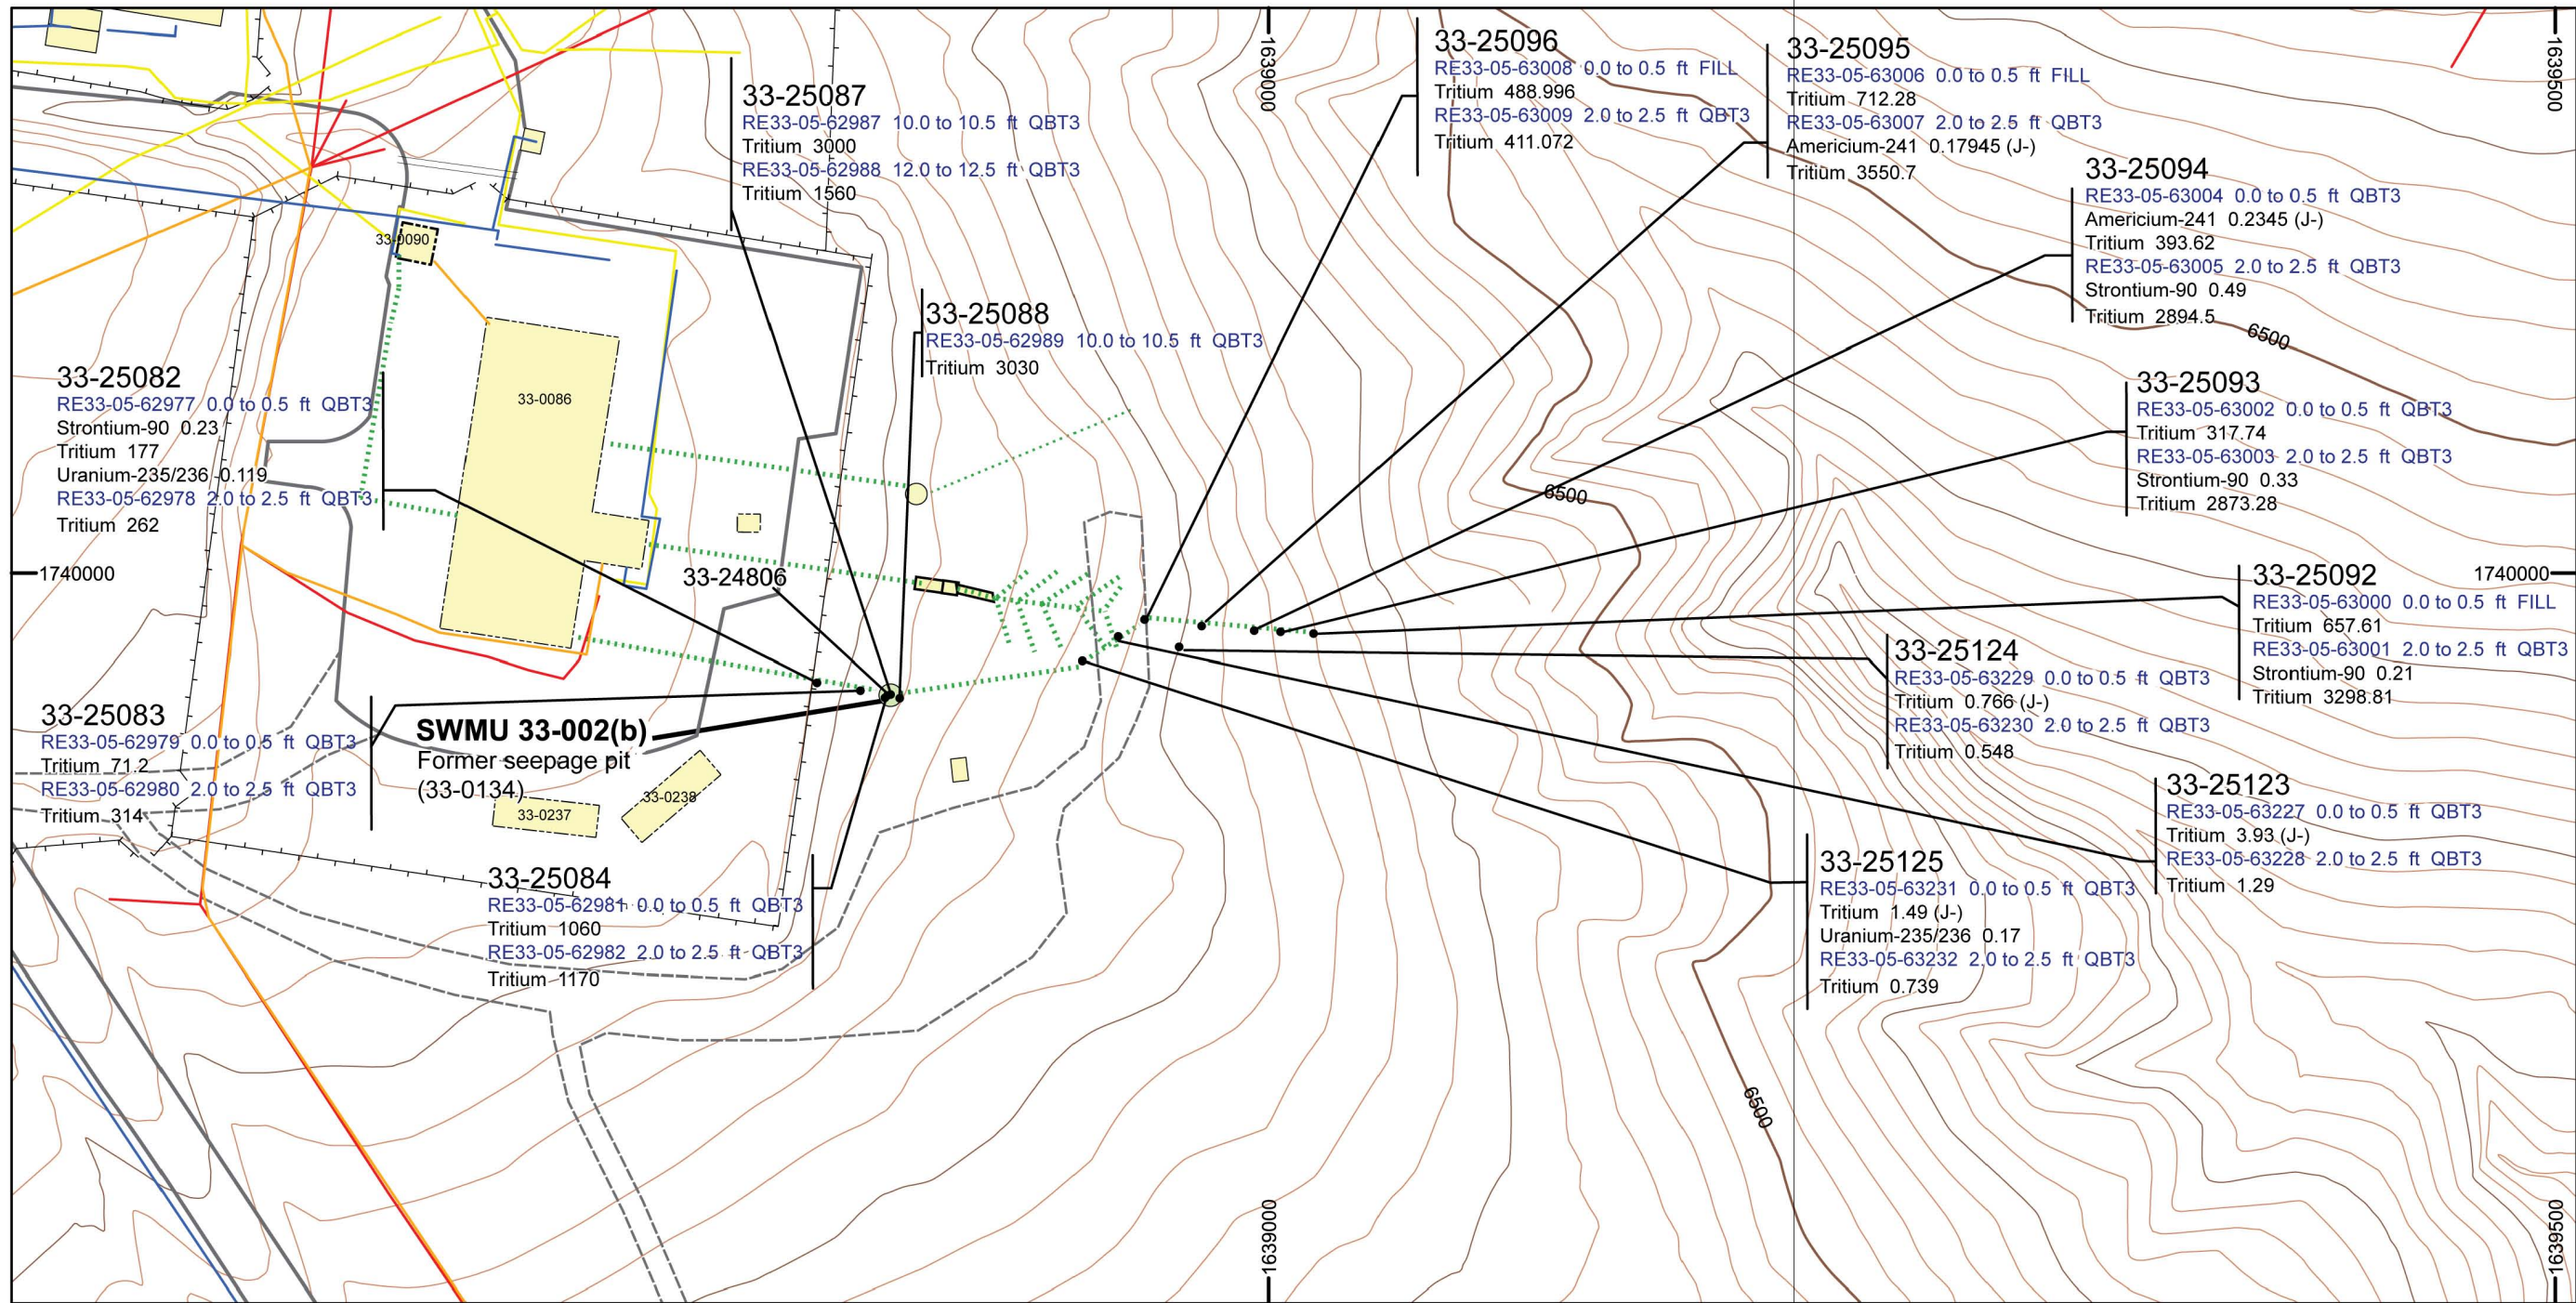 1639000
1639500
33-25096
RE33-05-63008 0.0 to 0.5 ft FILL
Tritium 488.996
RE33-05-63009 2.0 to 2.5 ft QBT3
Tritium 411.072
33-25095
RE33-05-63006 0.0 to 0.5 ft FILL
Tritium 712.28
RE33-05-63007 2.0 to 2.5 ft QBT3
Americium-241 0.17945 (J-)
Tritium 3550.7
33-25087
RE33-05-62987 10.0 to 10.5 ft QBT3
Tritium 3000
RE33-05-62988 12.0 to 12.5 ft QBT3
Tritium 1560
33-25094
RE33-05-63004 0.0 to 0.5 ft QBT3
Americium-241 0.2345 (J-)
Tritium 393.62
RE33-05-63005 2.0 to 2.5 ft QBT3
Strontium-90 0.49
Tritium 2894.5
33-0090
33-25088
RE33-05-62989 10.0 to 10.5 ft QBT3
Tritium 3030
6500
33-25082
RE33-05-62977 0.0 to 0.5 ft QBT3
Strontium-90 0.23
Tritium 177
Uranium-235/236 0.119
RE33-05-62978 2.0 to 2.5 ft QBT3
Tritium 262
33-0086
33-25093
RE33-05-63002 0.0 to 0.5 ft QBT3
Tritium 317.74
RE33-05-63003 2.0 to 2.5 ft QBT3
Strontium-90 0.33
Tritium 2873.28
6500
1740000
33-24806
1740000
33-25092
RE33-05-63000 0.0 to 0.5 ft FILL
Tritium 657.61
RE33-05-63001 2.0 to 2.5 ft QBT3
Strontium-90 0.21
Tritium 3298.81
33-25124
RE33-05-63229 0.0 to 0.5 ft QBT3
Tritium 0.766 (J-)
RE33-05-63230 2.0 to 2.5 ft QBT3
Tritium 0.548
33-25083
RE33-05-62979 0.0 to 0.5 ft QBT3
Tritium 71.2
RE33-05-62980 2.0 to 2.5 ft QBT3
Tritium 314
SWMU 33-002(b)
Former seepage pit
(33-0134)
33-0237
33-0238
33-25123
RE33-05-63227 0.0 to 0.5 ft QBT3
Tritium 3.93 (J-)
RE33-05-63228 2.0 to 2.5 ft QBT3
Tritium 1.29
33-25125
RE33-05-63231 0.0 to 0.5 ft QBT3
Tritium 1.49 (J-)
Uranium-235/236 0.17
RE33-05-63232 2.0 to 2.5 ft QBT3
Tritium 0.739
33-25084
RE33-05-62981 0.0 to 0.5 ft QBT3
Tritium 1060
RE33-05-62982 2.0 to 2.5 ft QBT3
Tritium 1170
6500
1639000
1639500